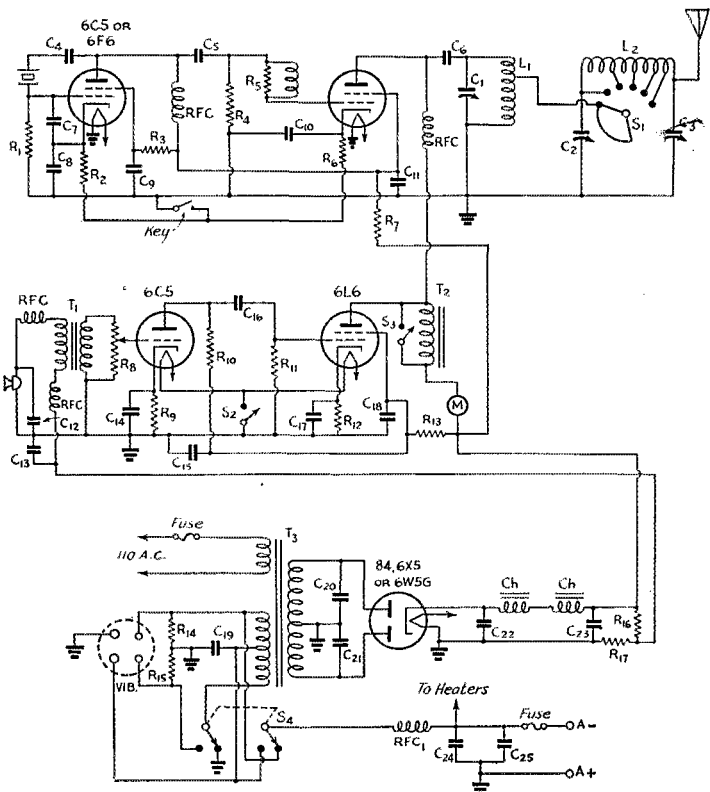 6C5 OR
6F6
C4
C5
C6
L1
L2
R5
C1
RFC
R4
C7
C10
RFC
S1
C3
R1
R3
C2
C8
R2
C9
R6
C11
Key
R7
6C5
6L6
T2
RFC
T1
C16
S3
R8
R10
R11
RFC
M
C14
R9
S2
C17
R12
C18
R13
C12
C13
C15
Fuse
T3
110 A.C.
84, 6X5
OR 6W5G
C20
Ch
Ch
R14
C19
C21
C22
C23
R16
R17
R15
VIB.
To Heaters
S4
Fuse
A-
RFC1
C24
C25
A+